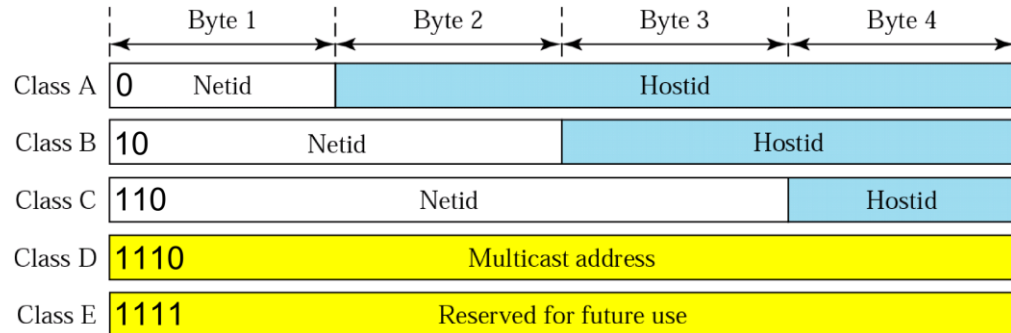 Byte 1 Byte 2 Byte 3 Byte 4
Class A 0 Netid Hostid
Class B 10 Netid Hostid
Class C 110 Netid Hostid
Class D 1110 Multicast address
Class E 1111 Reserved for future use